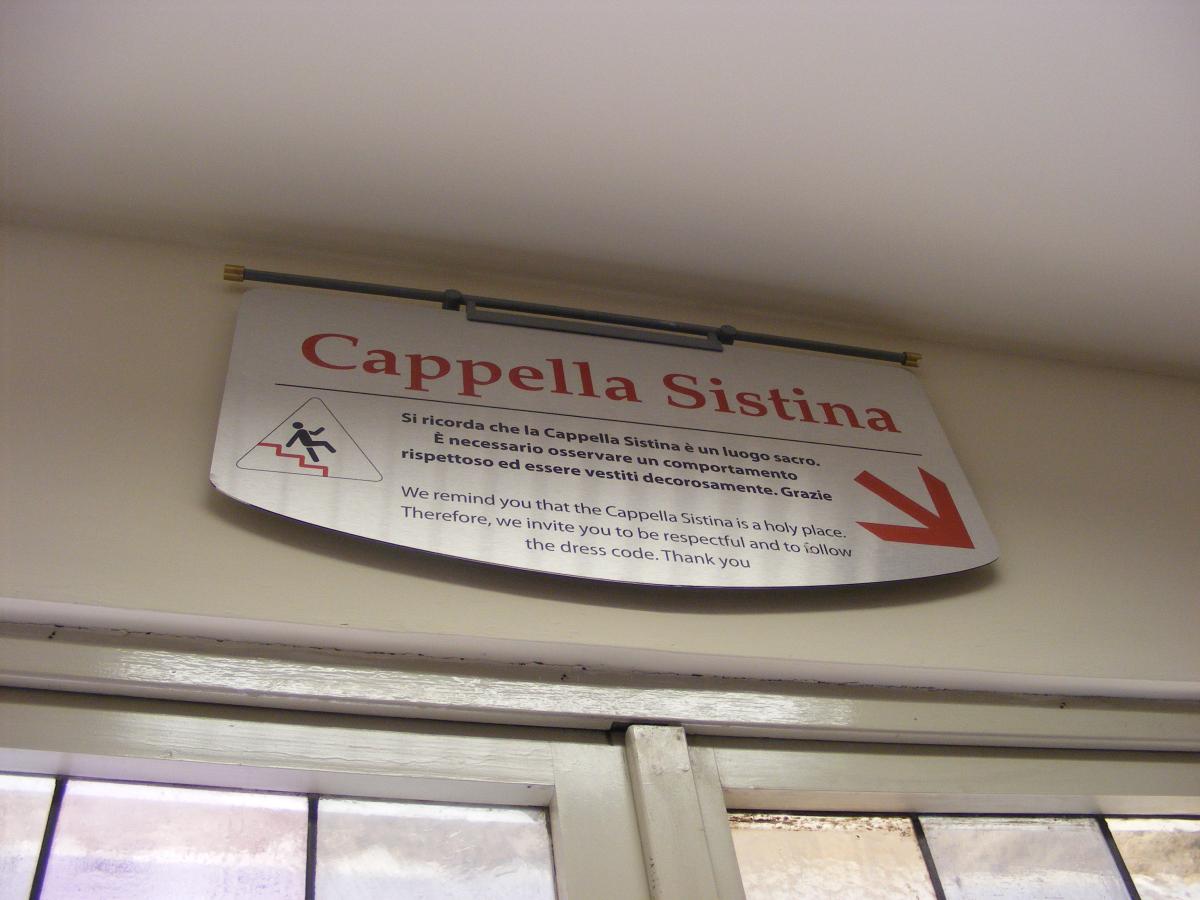 Cappella Sistina
Si ricorda che la Cappella Sistina è un luogo sacro.
È necessario osservare un comportamento
rispettoso ed essere vestiti decorosamente. Grazie
We remind you that the Cappella Sistina is a holy place.
Therefore, we invite you to be respectful and to follow
the dress code. Thank you